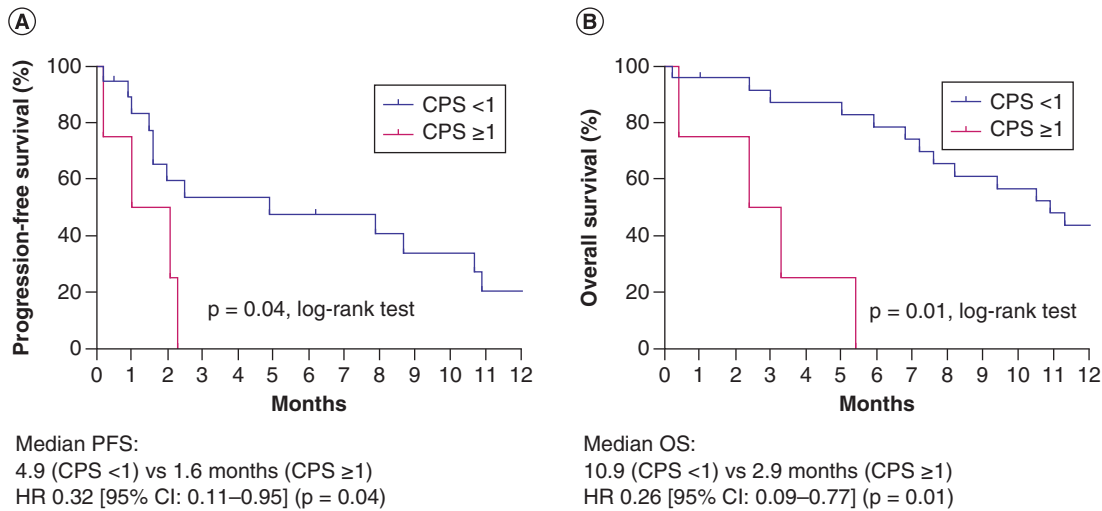 A
Progression-free survival (%)
100
80
60
40
20
0
CPS <1
CPS ≥1
p = 0.04, log-rank test
0 1 2 3 4 5 6 7 8 9 10 11 12
Months
Median PFS:
4.9 (CPS <1) vs 1.6 months (CPS ≥1)
HR 0.32 [95% CI: 0.11–0.95] (p = 0.04)
B
Overall survival (%)
100
80
60
40
20
0
CPS <1
CPS ≥1
p = 0.01, log-rank test
0 1 2 3 4 5 6 7 8 9 10 11 12
Months
Median OS:
10.9 (CPS <1) vs 2.9 months (CPS ≥1)
HR 0.26 [95% CI: 0.09–0.77] (p = 0.01)